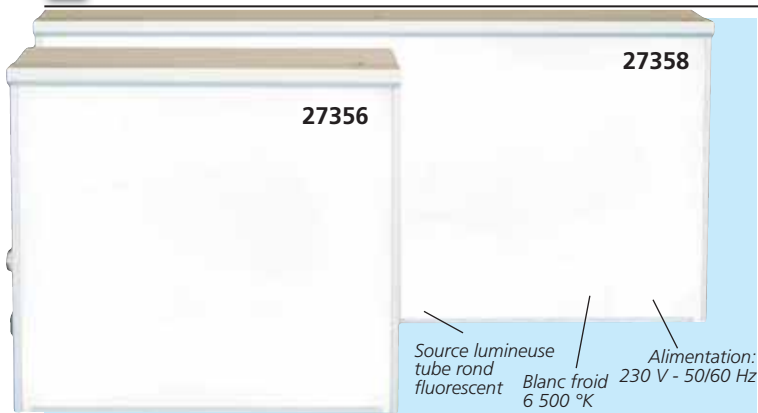 27358
27356
Source lumineuse
tube rond
fluorescent
Blanc froid
6 500 °K
Alimentation:
230 V - 50/60 Hz